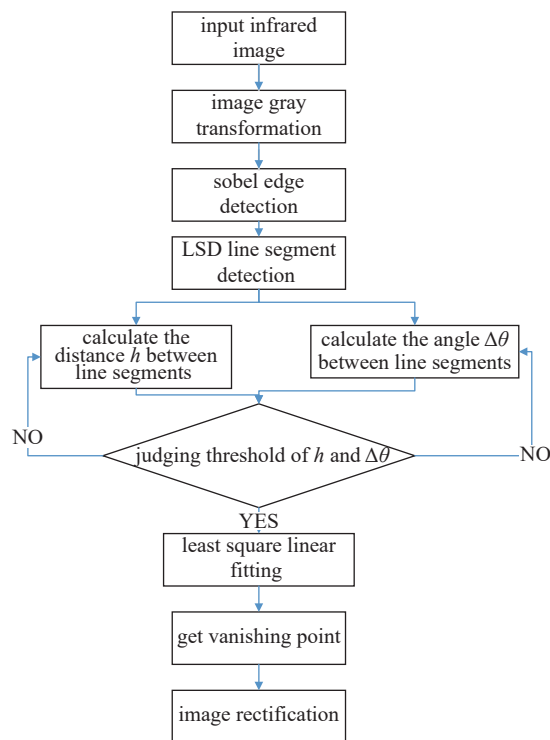 input infrared
image
image gray
transformation
sobel edge
detection
LSD line segment
detection
calculate the
distance h between
line segments
calculate the angle Δθ
between line segments
NO
judging threshold of h and Δθ
NO
YES
least square linear
fitting
get vanishing point
image rectification